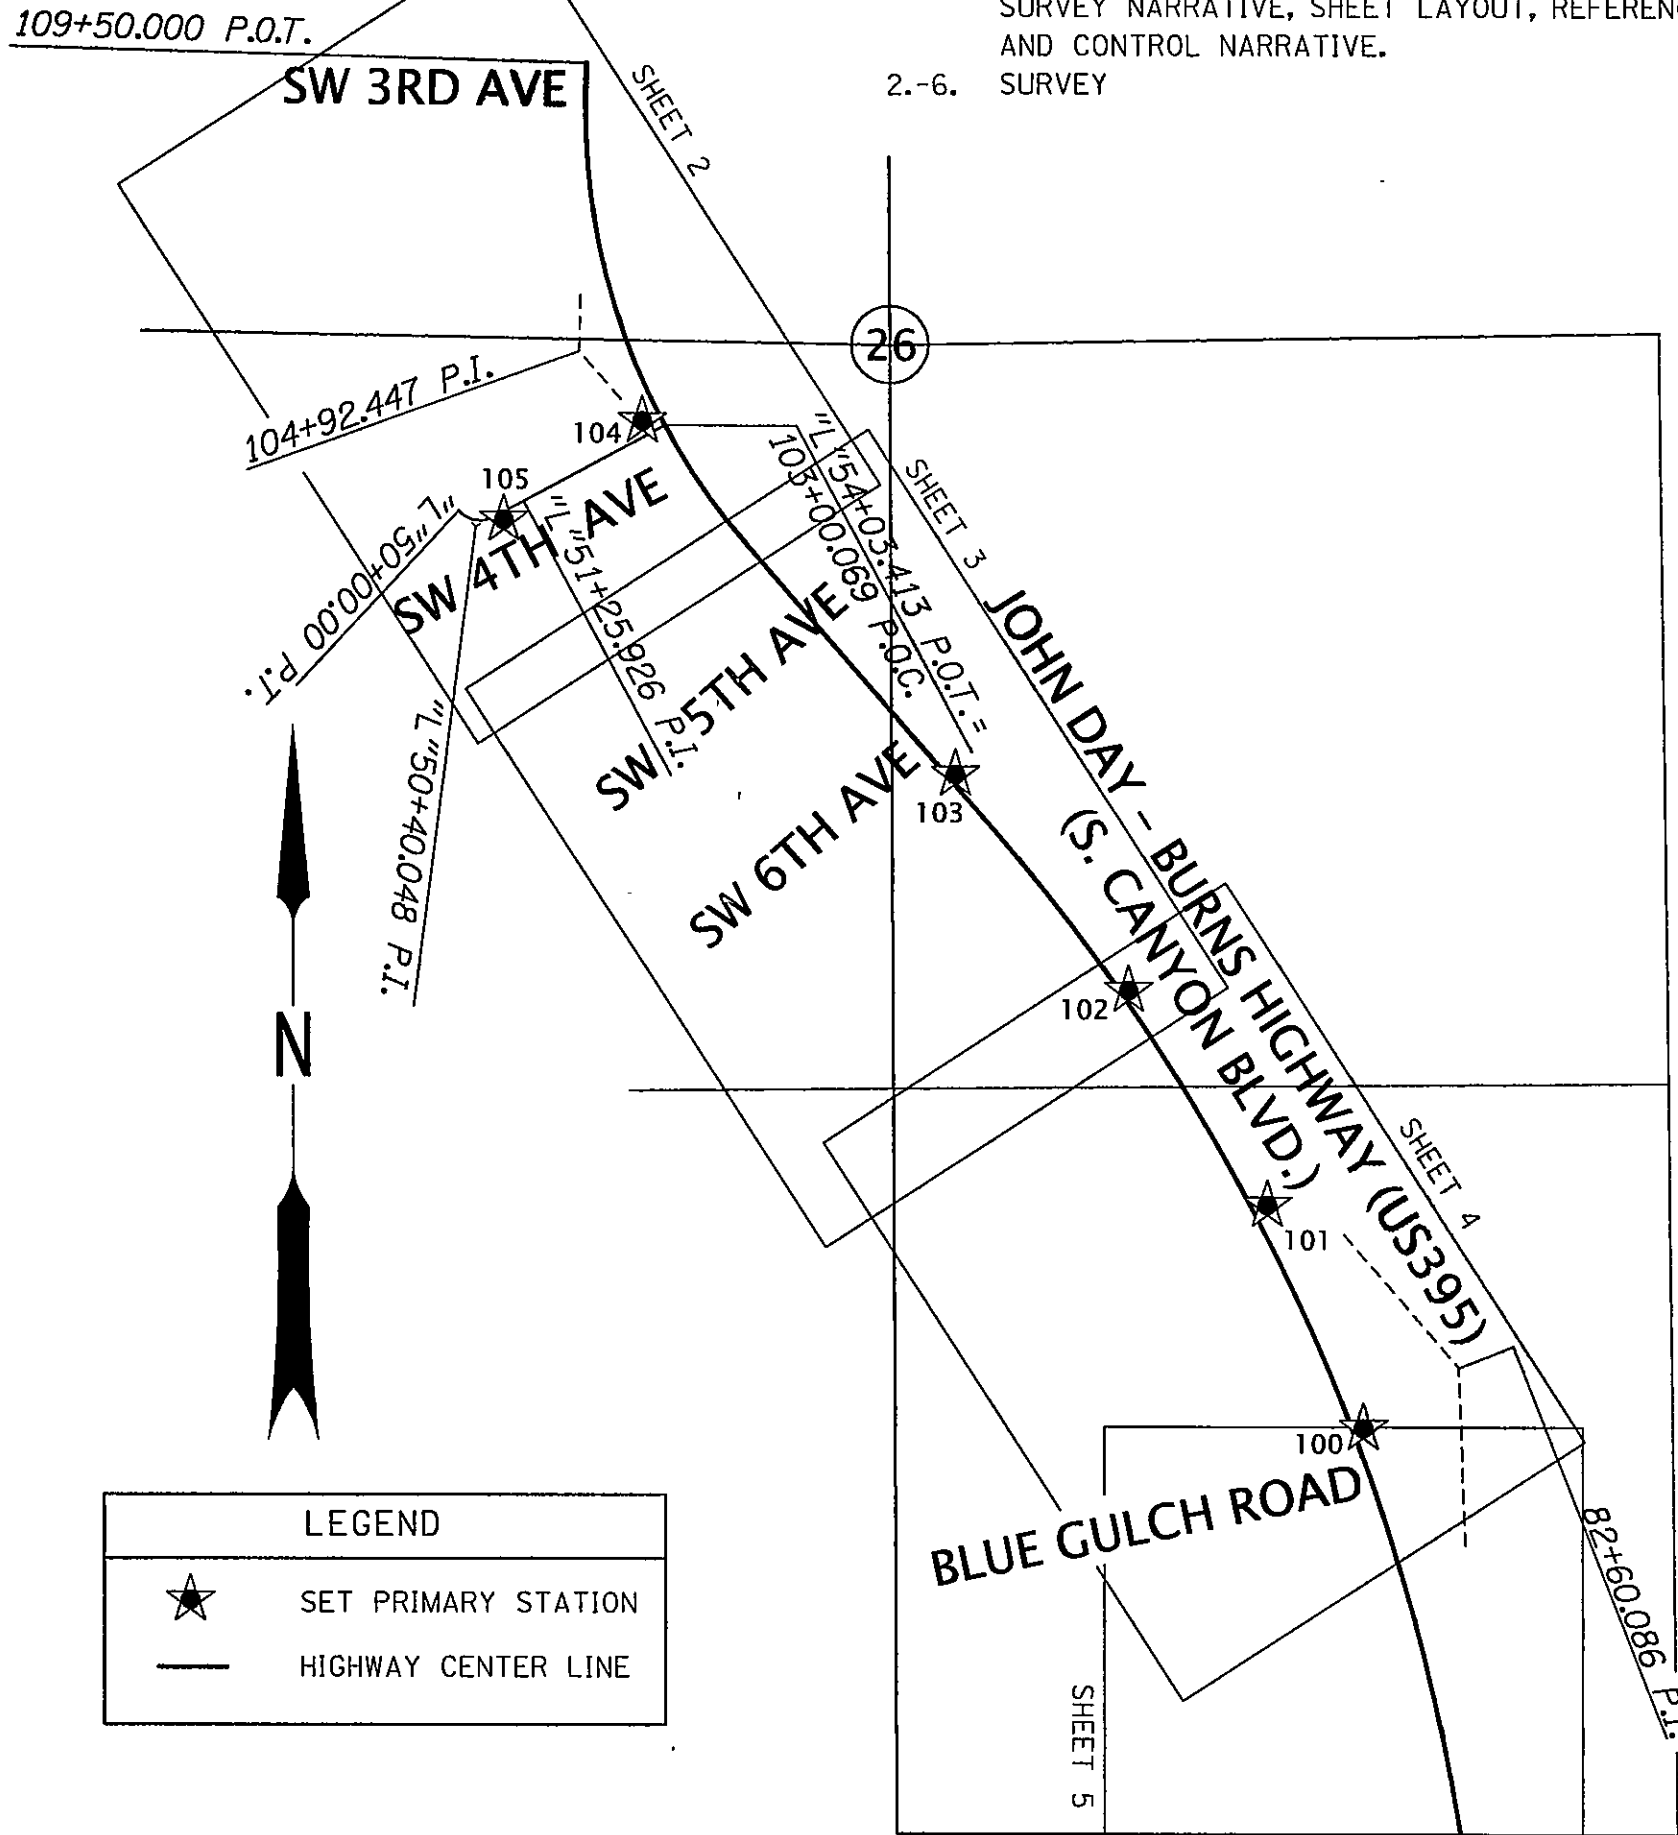 SURVEY NARRATIVE, SHEET LAYOUT,
AND CONTROL NARRATIVE.
2.-6. SURVEY
109+50.000 P.O.T.
SW 3RD AVE
SHEET 2
26
104+92.447 P.I.
104
105
"L"54+03.413 P.O.T.=
103+00.069 P.O.C.
SHEET 3
"L"50+00.00 P.T.
SW 4TH AVE
"L"51+25.926 P.I.
SW 5TH AVE
JOHN DAY - BURNS HIGHWAY (US395)
(S. CANYON BLVD.)
"L"50+40.048 P.I.
SW 6TH AVE
103
102
N
SHEET 4
101
100
BLUE GULCH ROAD
82+60.086 P.I.
SHEET 5
LEGEND
SET PRIMARY STATION
HIGHWAY CENTER LINE